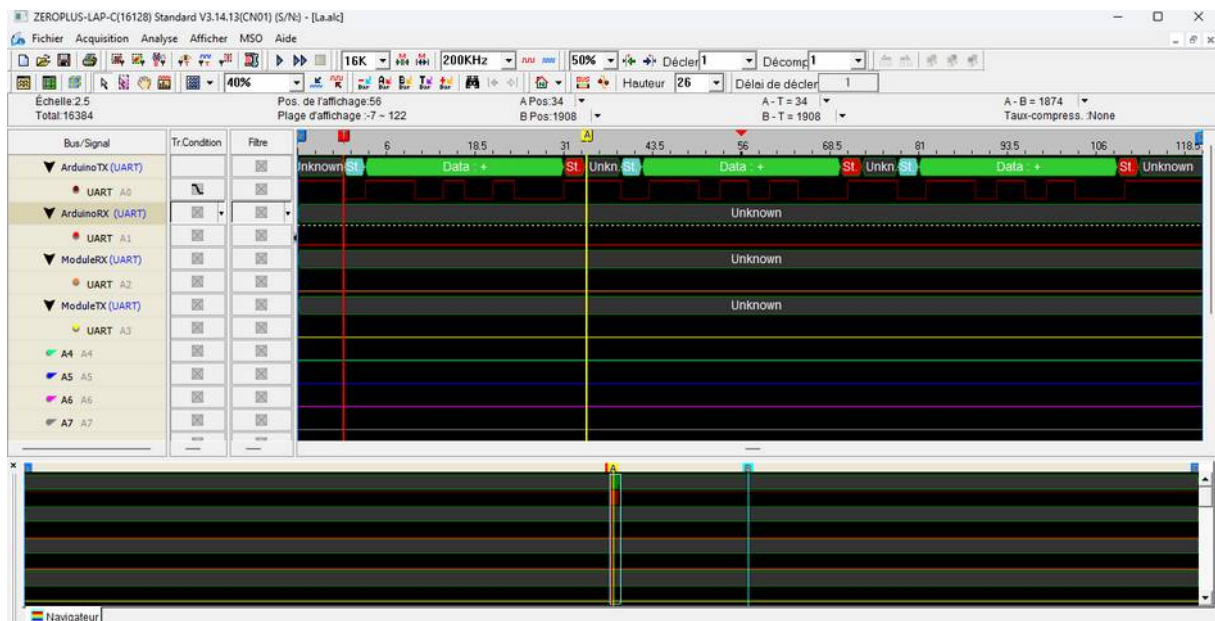 ZEROPLUS-LAP-C(16128) Standard V3.14.13(CN01) (S/N:) - [La.alc]
Fichier Acquisition Analyse Afficher MSO Aide
16K 200KHz 50% Décler 1 Décomp 1
40% Hauteur 26 Délai de décler 1
Échelle:2.5 Pos. de l'affichage:56 A Pos:34 A - T = 34 A - B = 1874
Total:16384 Plage d'affichage :-7 ~ 122 B Pos:1908 B - T = 1908 Taux-compress. :None
Bus/Signal Tr.Condition Filtre T 6 18.5 31 A 43.5 56 68.5 81 93.5 106 118.5
ArduinoTX (UART) Unknown St. Data : + St. Unkn. St. Data : + St. Unkn. St. Data : + St. Unknown
UART A0
ArduinoRX (UART) Unknown
UART A1
ModuleRX (UART) Unknown
UART A2
ModuleTX (UART) Unknown
UART A3
A4 A4
A5 A5
A6 A6
A7 A7
A B
Navigateur